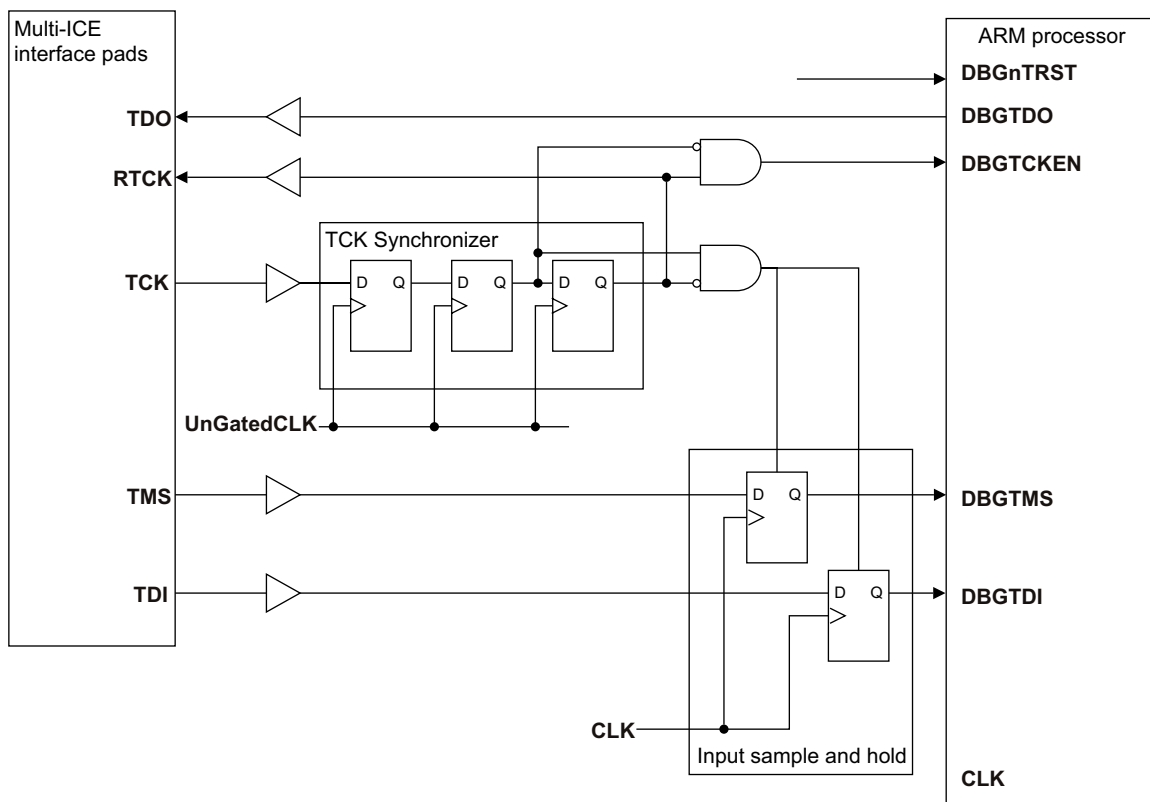 Multi-ICE
interface pads
ARM processor
DBGnTRST
TDO
DBGTDO
RTCK
DBGTCKEN
TCK Synchronizer
TCK
D Q
D Q
D Q
UnGatedCLK
TMS
D Q
DBGTMS
TDI
D Q
DBGTDI
CLK
Input sample and hold
CLK